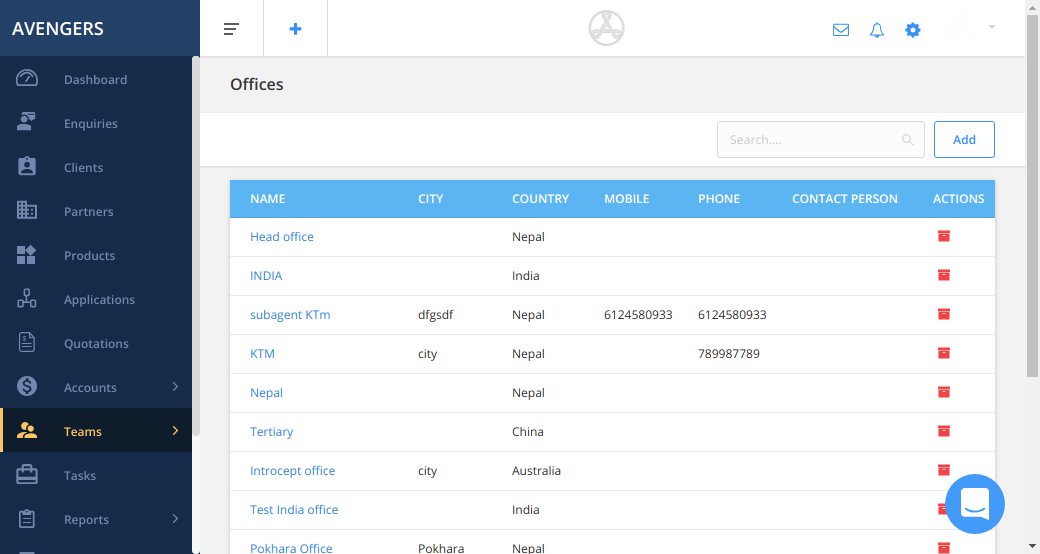 AVENGERS
Dashboard
Enquiries
Clients
Partners
Products
Applications
Quotations
Accounts
Teams
Tasks
Reports
Offices
Search....
Add
NAME CITY COUNTRY MOBILE PHONE CONTACT PERSON ACTIONS
Head office Nepal
INDIA India
subagent KTm dfgsdf Nepal 6124580933 6124580933
KTM city Nepal 789987789
Nepal Nepal
Tertiary China
Introcept office city Australia
Test India office India
Pokhara Office Pokhara Nepal